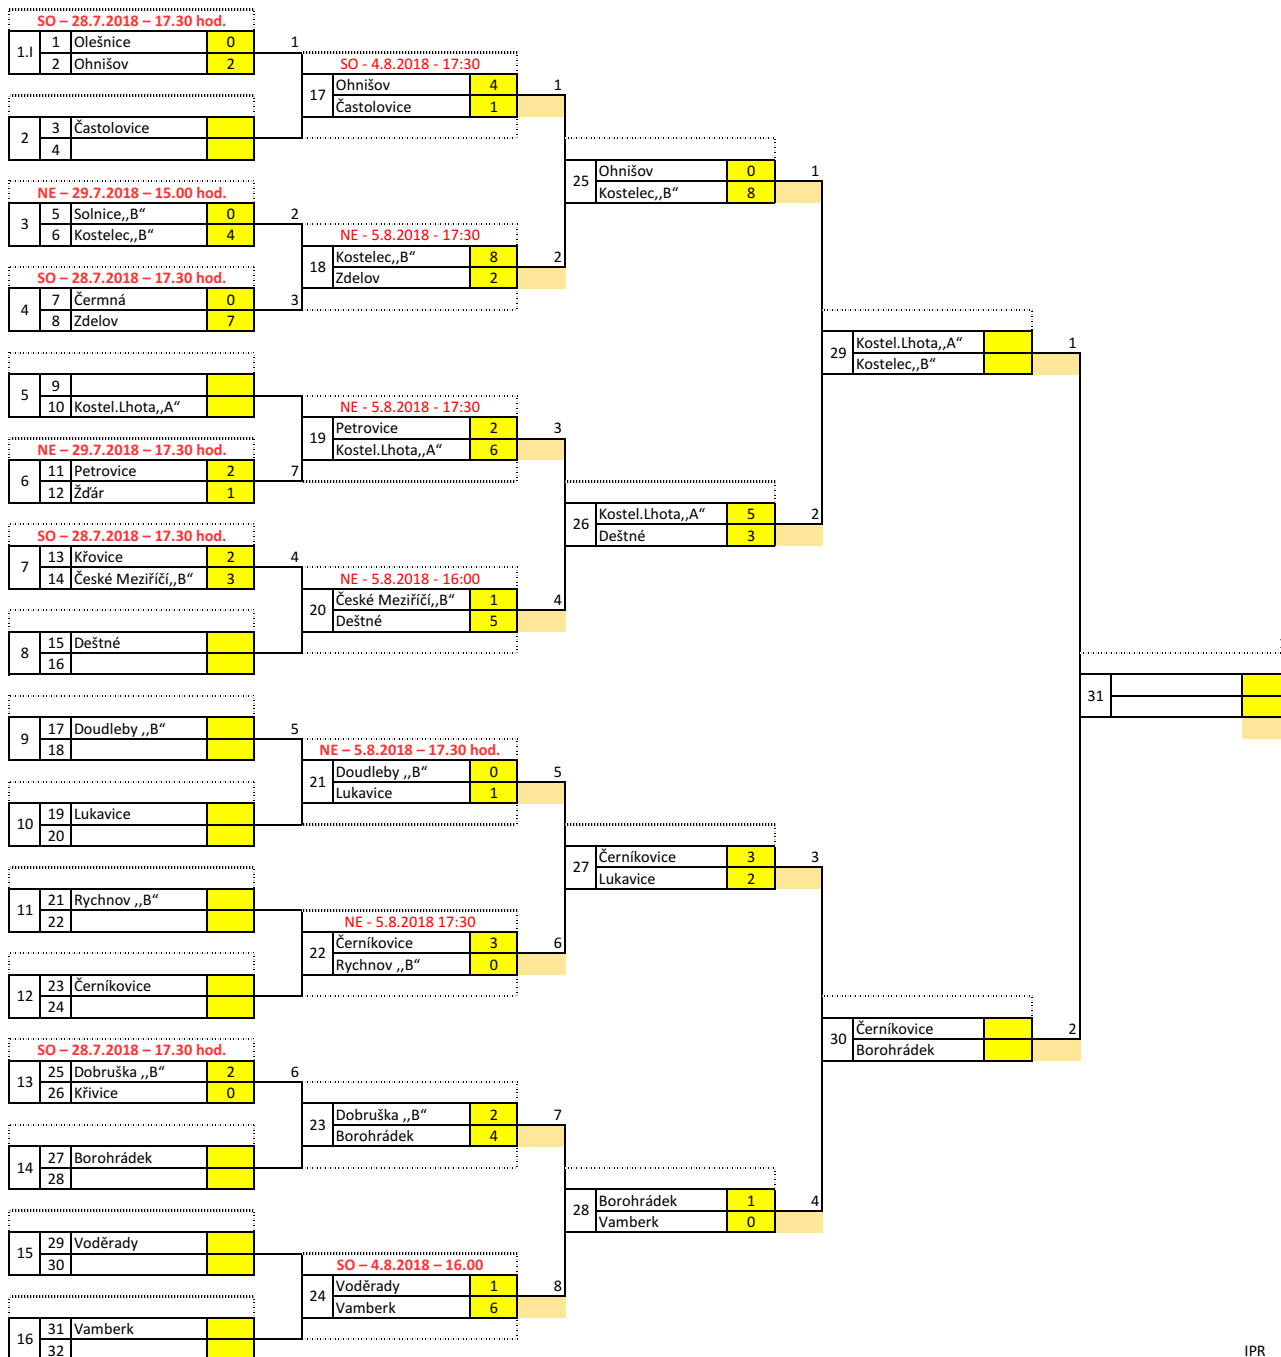 SO – 28.7.2018 – 17.30 hod.
1.I 1 Olešnice 0 1
2 Ohnišov 2
SO - 4.8.2018 - 17:30
17 Ohnišov 4 1
Častolovice 1
2 3 Častolovice
4
25 Ohnišov 0 1
Kostelec,,B“ 8
NE – 29.7.2018 – 15.00 hod.
3 5 Solnice,,B“ 0 2
6 Kostelec,,B“ 4
NE - 5.8.2018 - 17:30
18 Kostelec,,B“ 8 2
Zdelov 2
SO – 28.7.2018 – 17.30 hod.
4 7 Čermná 0 3
8 Zdelov 7
29 Kostel.Lhota,,A“ 1
Kostelec,,B“
5 9
10 Kostel.Lhota,,A“
NE - 5.8.2018 - 17:30
19 Petrovice 2 3
Kostel.Lhota,,A“ 6
NE – 29.7.2018 – 17.30 hod.
6 11 Petrovice 2 7
12 Žďár 1
26 Kostel.Lhota,,A“ 5 2
Deštné 3
SO – 28.7.2018 – 17.30 hod.
7 13 Křovice 2 4
14 České Meziříčí,,B“ 3
NE - 5.8.2018 - 16:00
20 České Meziříčí,,B“ 1 4
Deštné 5
8 15 Deštné
16
31
9 17 Doudleby ,,B“ 5
18
NE – 5.8.2018 – 17.30 hod.
21 Doudleby ,,B“ 0 5
Lukavice 1
10 19 Lukavice
20
27 Černíkovice 3 3
Lukavice 2
11 21 Rychnov ,,B“
22
NE - 5.8.2018 17:30
22 Černíkovice 3 6
Rychnov ,,B“ 0
12 23 Černíkovice
24
30 Černíkovice 2
Borohrádek
SO – 28.7.2018 – 17.30 hod.
13 25 Dobruška ,,B“ 2 6
26 Křivice 0
23 Dobruška ,,B“ 2 7
Borohrádek 4
14 27 Borohrádek
28
28 Borohrádek 1 4
Vamberk 0
15 29 Voděrady
30
SO – 4.8.2018 – 16.00
24 Voděrady 1 8
Vamberk 6
16 31 Vamberk
32
IPR